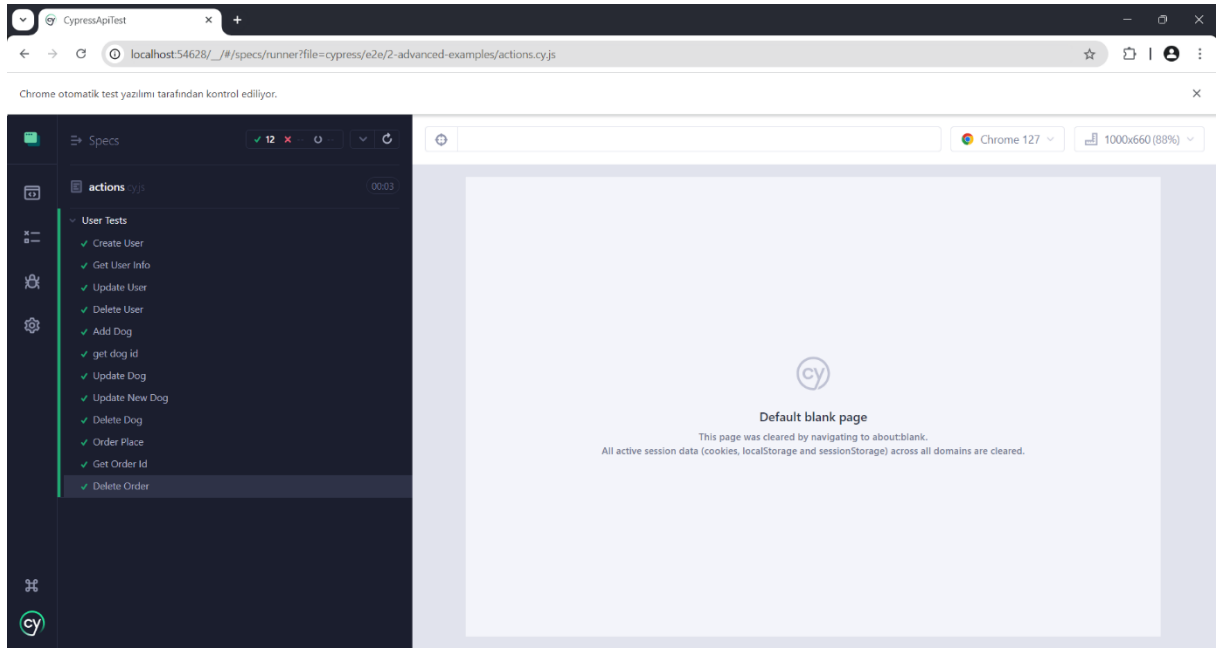 CypressApiTest
localhost:54628/__/#/specs/runner?file=cypress/e2e/2-advanced-examples/actions.cy.js
Chrome otomatik test yazılımı tarafından kontrol ediliyor.
Specs
12
--
--
Chrome 127
1000x660 (88%)
actions.cy.js
00:03
User Tests
Create User
Get User Info
Update User
Delete User
Add Dog
get dog id
Update Dog
Update New Dog
Delete Dog
Order Place
Get Order Id
Delete Order
cy
Default blank page
This page was cleared by navigating to about:blank.
All active session data (cookies, localStorage and sessionStorage) across all domains are cleared.
cy